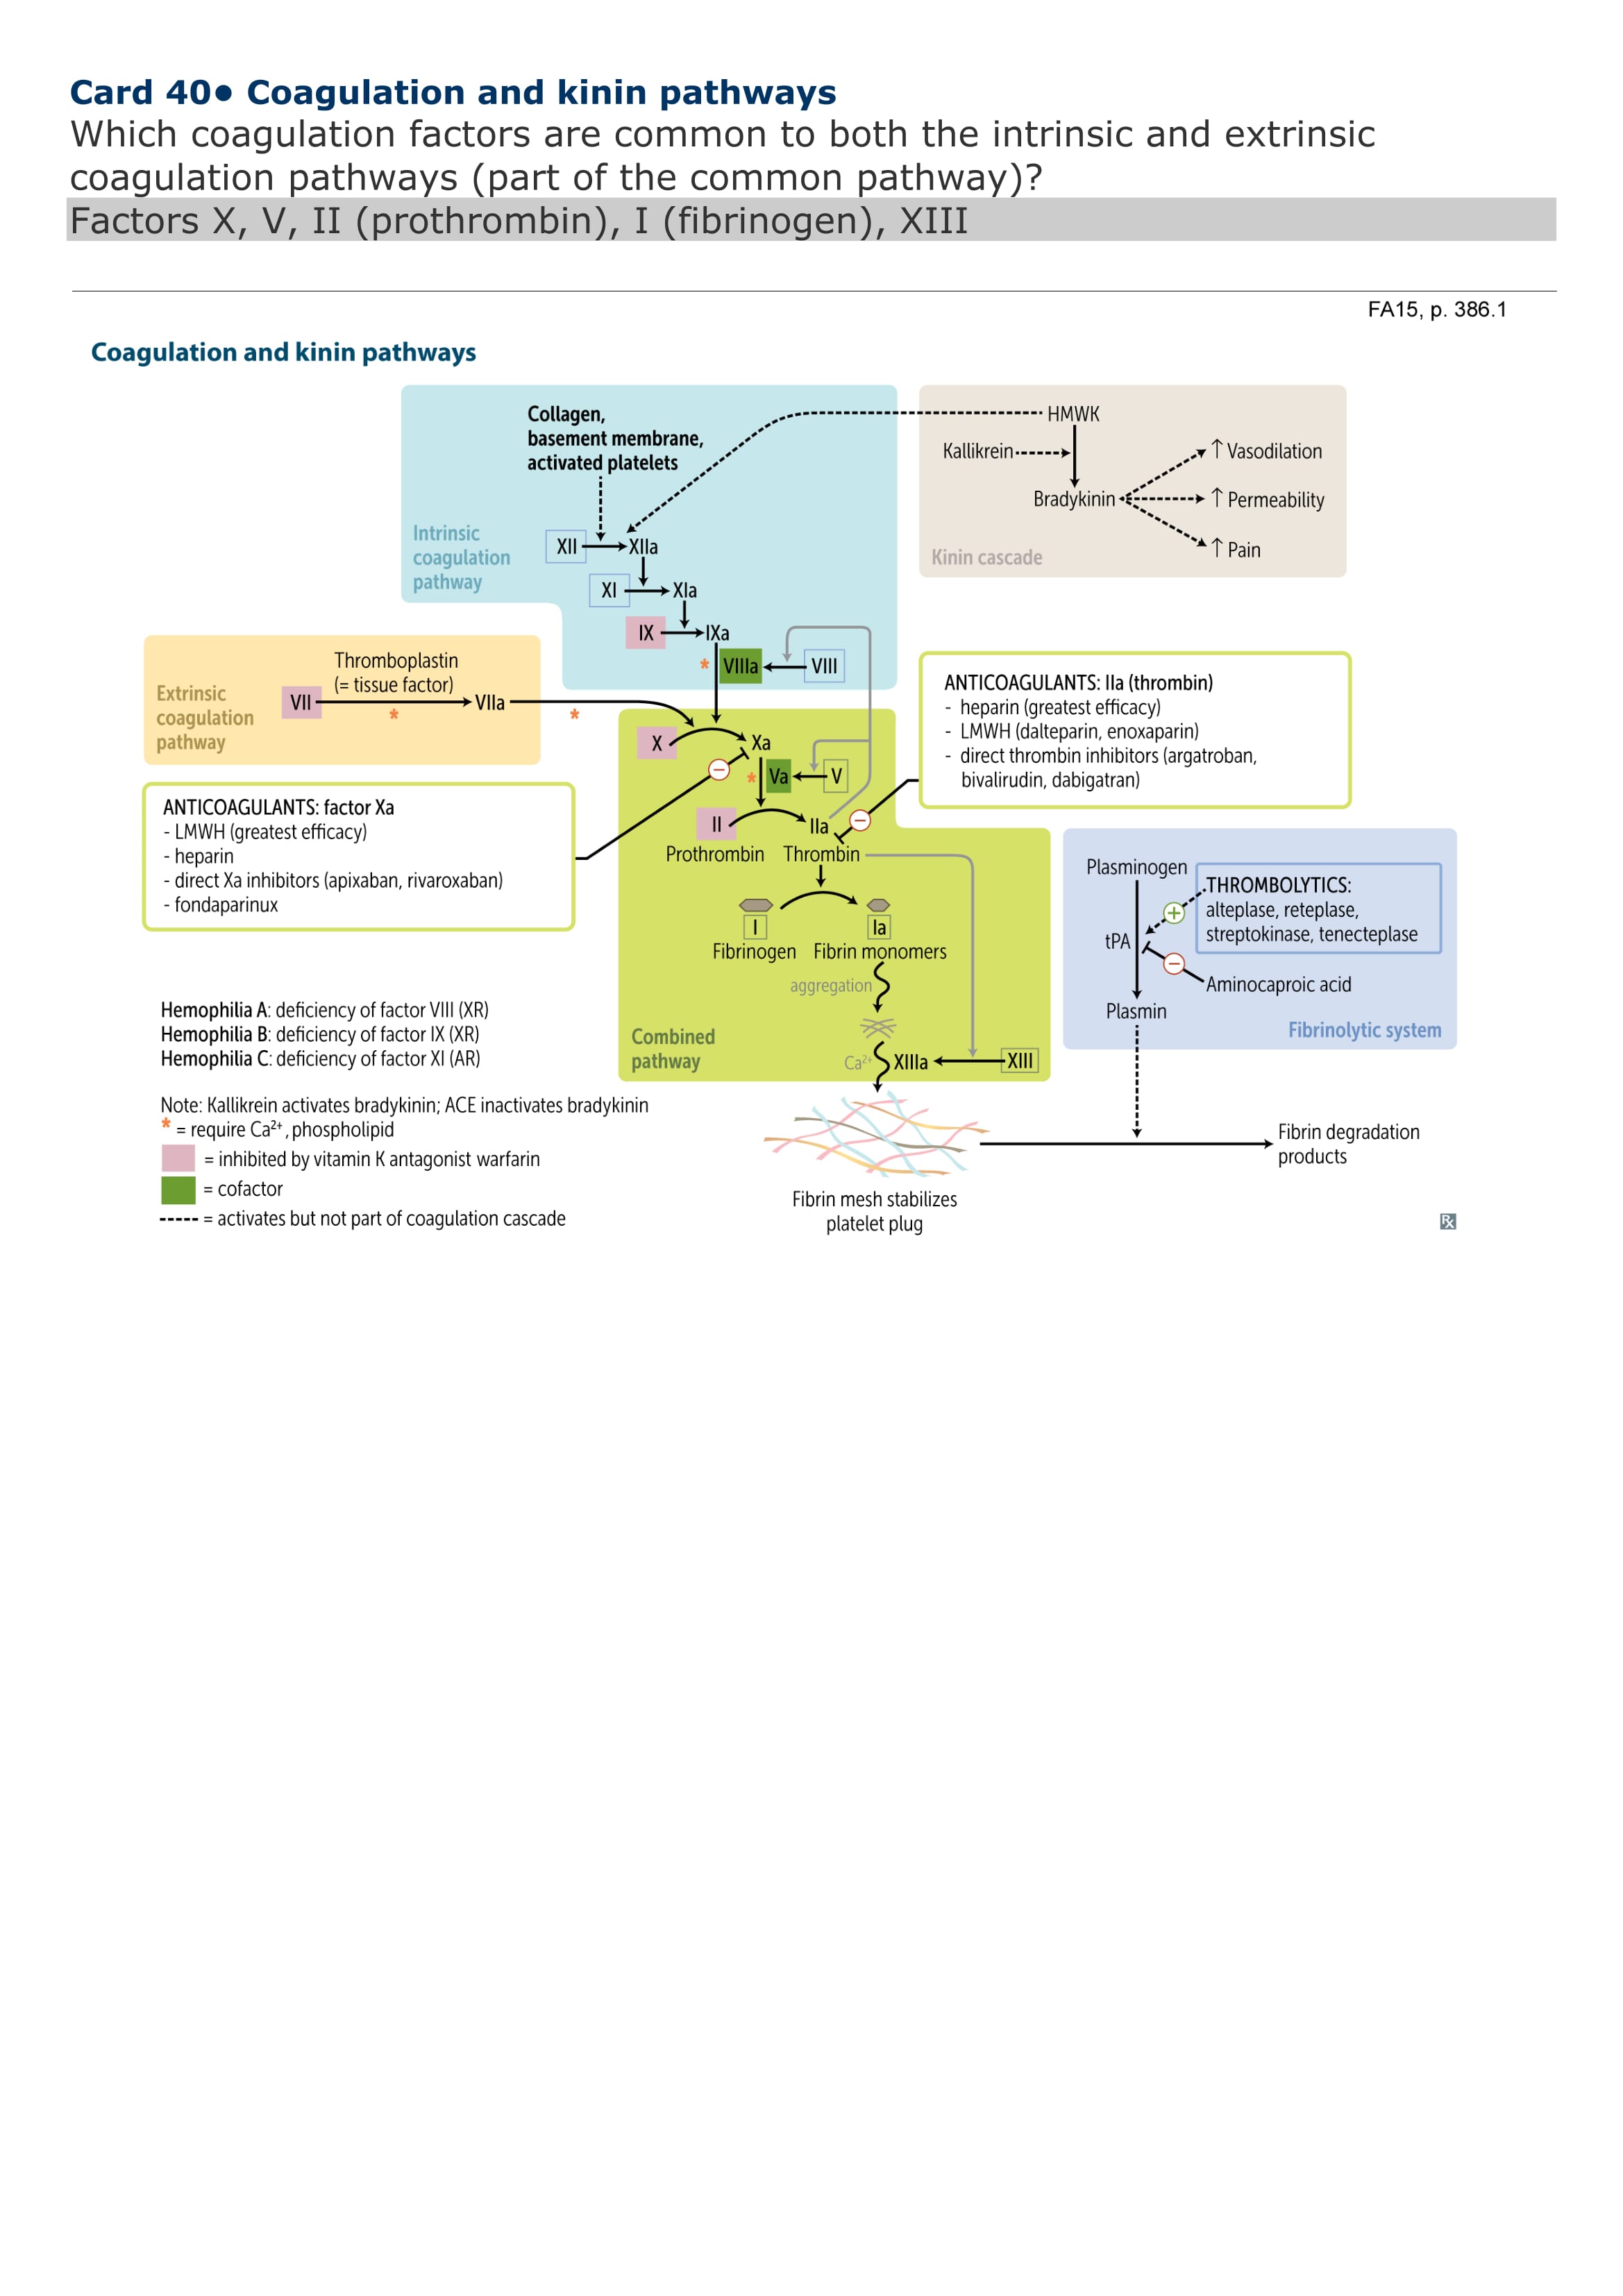 Card 40• Coagulation and kinin pathways
Which coagulation factors are common to both the intrinsic and extrinsic
coagulation pathways (part of the common pathway)?
Factors X, V, II (prothrombin), I (fibrinogen), XIII
FA15, p. 386.1
Coagulation and kinin pathways
Collagen,
basement membrane,
activated platelets
Intrinsic
coagulation
pathway
XII
XIIa
XI
XIa
IX
IXa
*
VIIIa
VIII
HMWK
Kallikrein
Bradykinin
↑ Vasodilation
↑ Permeability
↑ Pain
Kinin cascade
Extrinsic
coagulation
pathway
Thromboplastin
(= tissue factor)
VII
VIIa
*
*
X
Xa
−
*
Va
V
II
IIa
−
Prothrombin
Thrombin
I
Ia
Fibrinogen
Fibrin monomers
aggregation
Ca²⁺
XIIIa
XIII
Combined
pathway
ANTICOAGULANTS: IIa (thrombin)
- heparin (greatest efficacy)
- LMWH (dalteparin, enoxaparin)
- direct thrombin inhibitors (argatroban,
bivalirudin, dabigatran)
ANTICOAGULANTS: factor Xa
- LMWH (greatest efficacy)
- heparin
- direct Xa inhibitors (apixaban, rivaroxaban)
- fondaparinux
Plasminogen
THROMBOLYTICS:
alteplase, reteplase,
streptokinase, tenecteplase
+
tPA
−
Aminocaproic acid
Plasmin
Fibrinolytic system
Hemophilia A: deficiency of factor VIII (XR)
Hemophilia B: deficiency of factor IX (XR)
Hemophilia C: deficiency of factor XI (AR)
Note: Kallikrein activates bradykinin; ACE inactivates bradykinin
* = require Ca²⁺, phospholipid
= inhibited by vitamin K antagonist warfarin
= cofactor
= activates but not part of coagulation cascade
Fibrin mesh stabilizes
platelet plug
Fibrin degradation
products
Rx